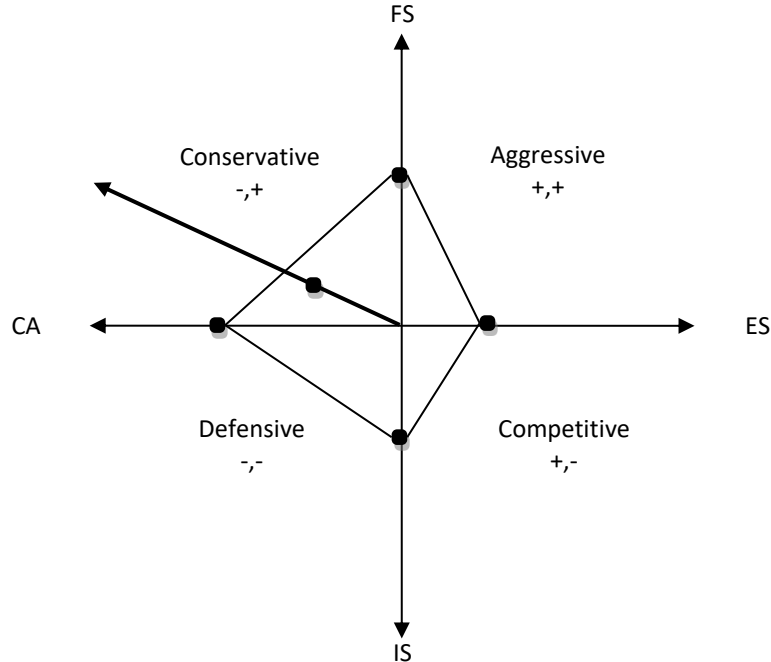 FS
Conservative
-,+
Aggressive
+,+
CA
ES
Defensive
-,-
Competitive
+,-
IS